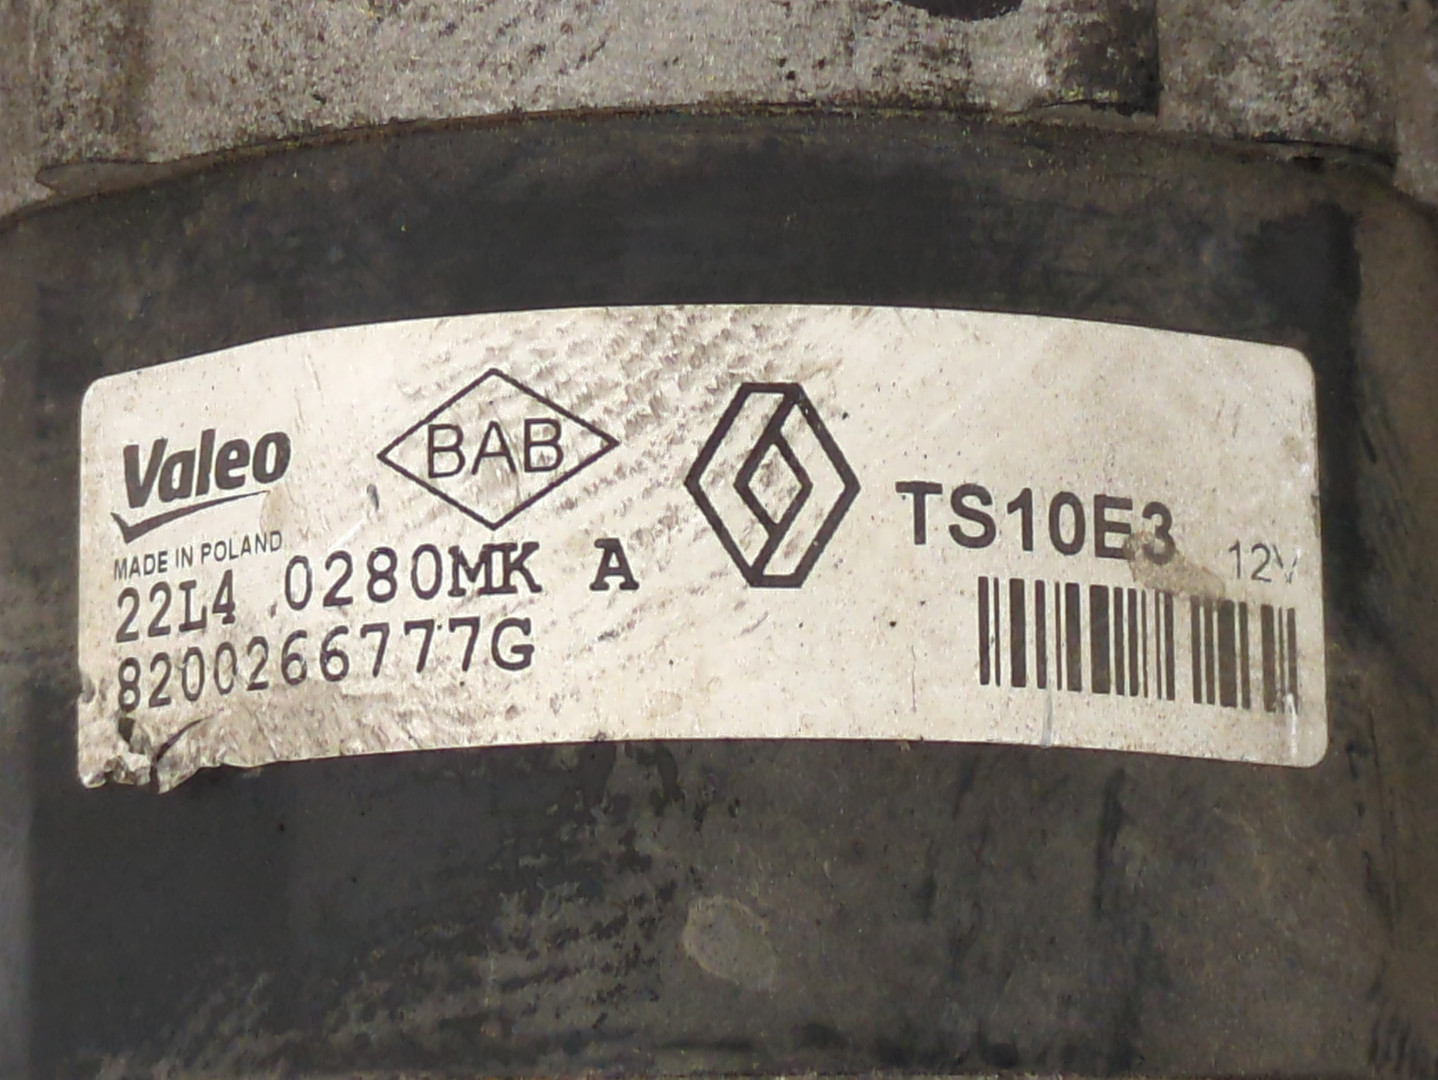 Valeo
BAB
MADE IN POLAND
TS10E3
12V
22L4 0280MK A
8200266777G